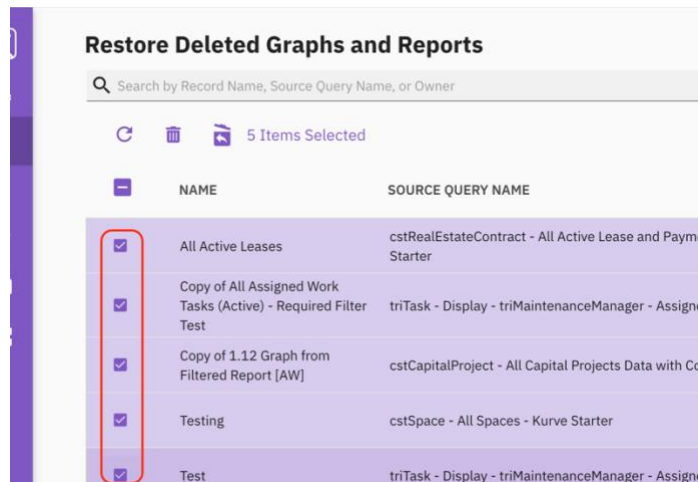 Restore Deleted Graphs and Reports
Search by Record Name, Source Query Name, or Owner
5 Items Selected
NAME SOURCE QUERY NAME
All Active Leases cstRealEstateContract - All Active Lease and Payme
Starter
Copy of All Assigned Work
Tasks (Active) - Required Filter
Test
triTask - Display - triMaintenanceManager - Assigne
Copy of 1.12 Graph from
Filtered Report [AW]
cstCapitalProject - All Capital Projects Data with Co
Testing cstSpace - All Spaces - Kurve Starter
Test triTask - Display - triMaintenanceManager - Assigne